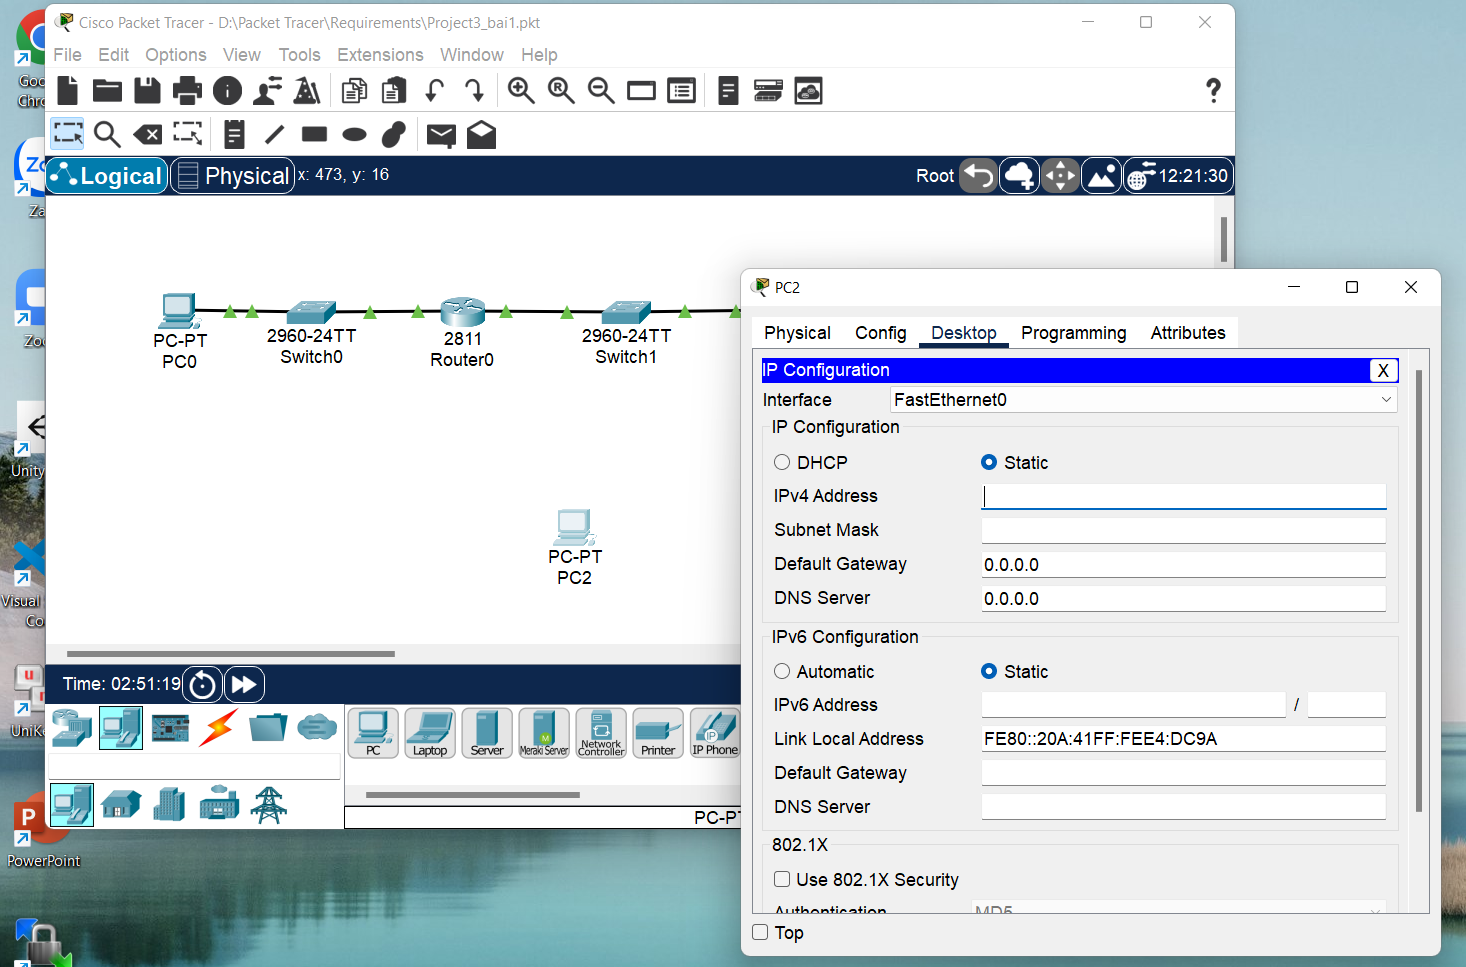 Cisco Packet Tracer - D:\Packet Tracer\Requirements\Project3_bai1.pkt
File Edit Options View Tools Extensions Window Help
Logical
Physical
x: 473, y: 16
Root
12:21:30
PC-PT
PC0
2960-24TT
Switch0
2811
Router0
2960-24TT
Switch1
PC-PT
PC2
Time: 02:51:19
PC
Laptop
Server
Meraki Server
Network
Controller
Printer
IP
IP Phone
PC-PT
PC2
Physical Config Desktop Programming Attributes
IP Configuration
X
Interface FastEthernet0
IP Configuration
DHCP Static
IPv4 Address
Subnet Mask
Default Gateway 0.0.0.0
DNS Server 0.0.0.0
IPv6 Configuration
Automatic Static
IPv6 Address /
Link Local Address FE80::20A:41FF:FEE4:DC9A
Default Gateway
DNS Server
802.1X
Use 802.1X Security
Authentication MD5
Top
Goo
Chro
Za
Zoo
Unity
Visual
Co
UniKe
PowerPoint